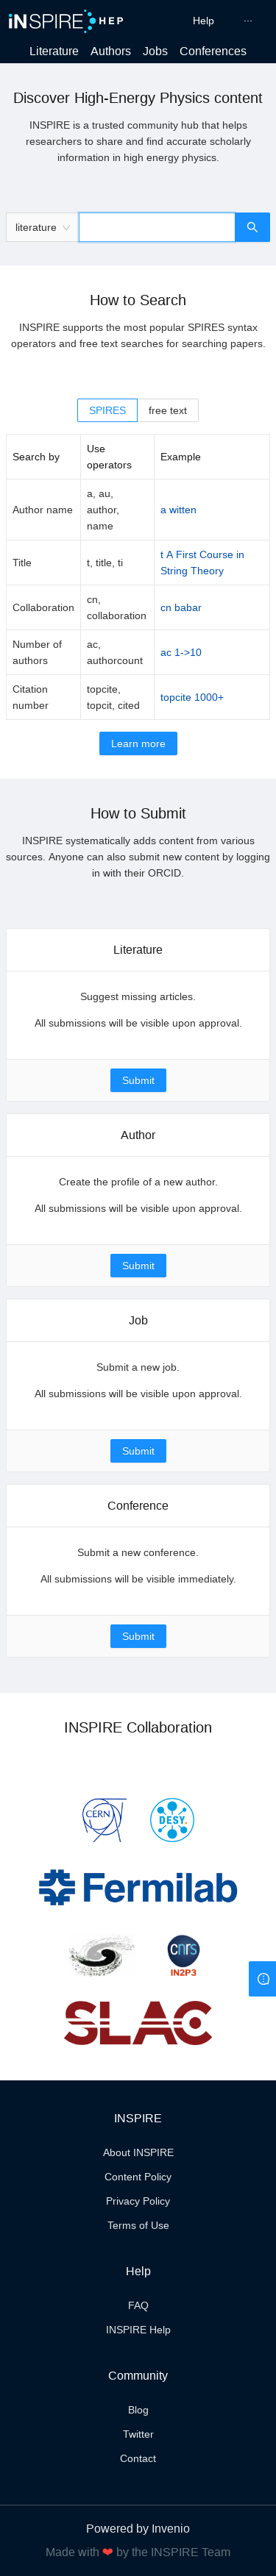 iNSPIRE HEP
Help
...
Literature Authors Jobs Conferences
Discover High-Energy Physics content
INSPIRE is a trusted community hub that helps
researchers to share and find accurate scholarly
information in high energy physics.
literature
How to Search
INSPIRE supports the most popular SPIRES syntax
operators and free text searches for searching papers.
SPIRES free text
Search by Use operators Example
Author name a, au, author, name a witten
Title t, title, ti t A First Course in String Theory
Collaboration cn, collaboration cn babar
Number of authors ac, authorcount ac 1->10
Citation number topcite, topcit, cited topcite 1000+
Learn more
How to Submit
INSPIRE systematically adds content from various
sources. Anyone can also submit new content by logging
in with their ORCID.
Literature
Suggest missing articles.
All submissions will be visible upon approval.
Submit
Author
Create the profile of a new author.
All submissions will be visible upon approval.
Submit
Job
Submit a new job.
All submissions will be visible upon approval.
Submit
Conference
Submit a new conference.
All submissions will be visible immediately.
Submit
INSPIRE Collaboration
CERN DESY.
Fermilab
cnrs
IN2P3
SLAC
INSPIRE
About INSPIRE
Content Policy
Privacy Policy
Terms of Use
Help
FAQ
INSPIRE Help
Community
Blog
Twitter
Contact
Powered by Invenio
Made with ❤ by the INSPIRE Team